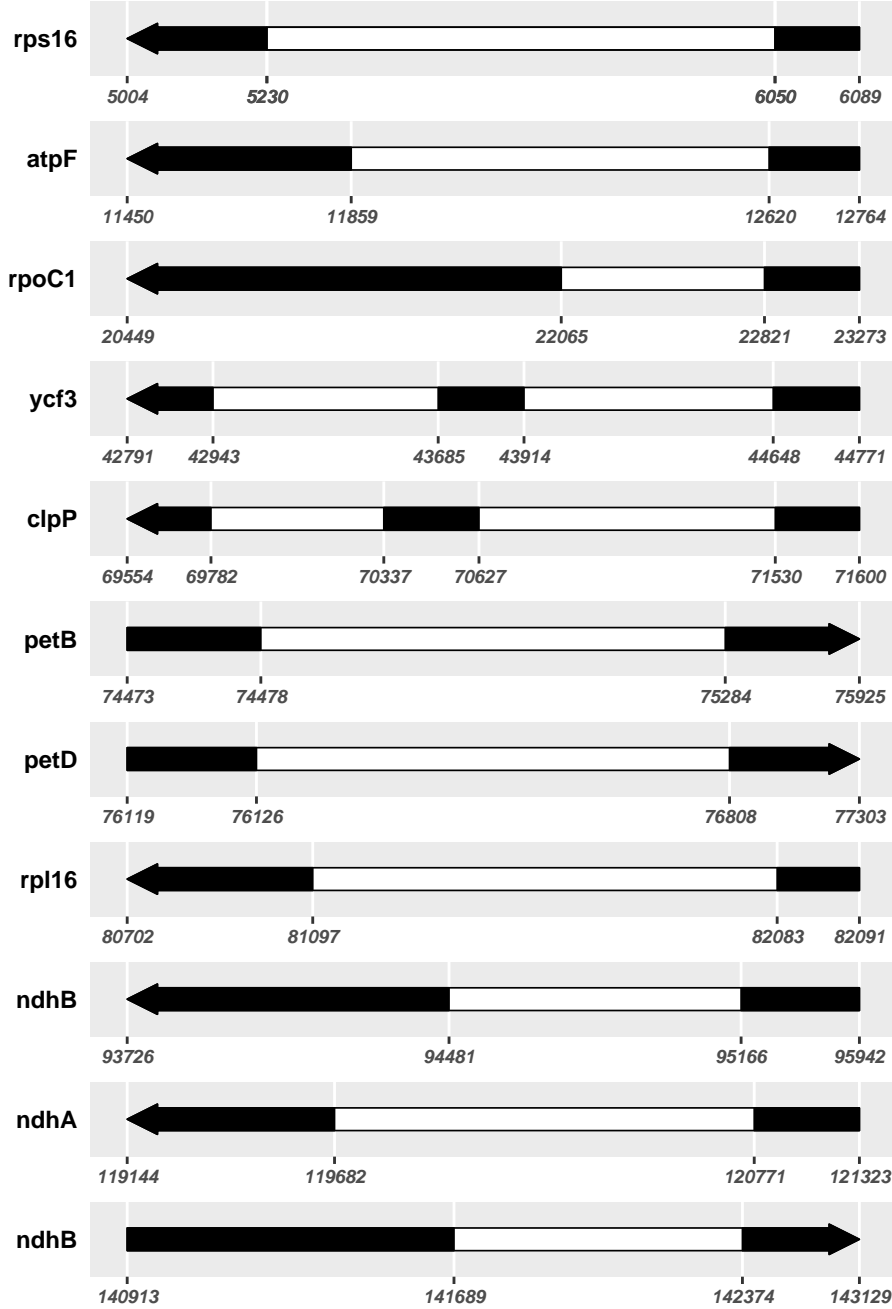 rps16
5004 5230 6050 6089
atpF
11450 11859 12620 12764
rpoC1
20449 22065 22821 23273
ycf3
42791 42943 43685 43914 44648 44771
clpP
69554 69782 70337 70627 71530 71600
petB
74473 74478 75284 75925
petD
76119 76126 76808 77303
rpl16
80702 81097 82083 82091
ndhB
93726 94481 95166 95942
ndhA
119144 119682 120771 121323
ndhB
140913 141689 142374 143129